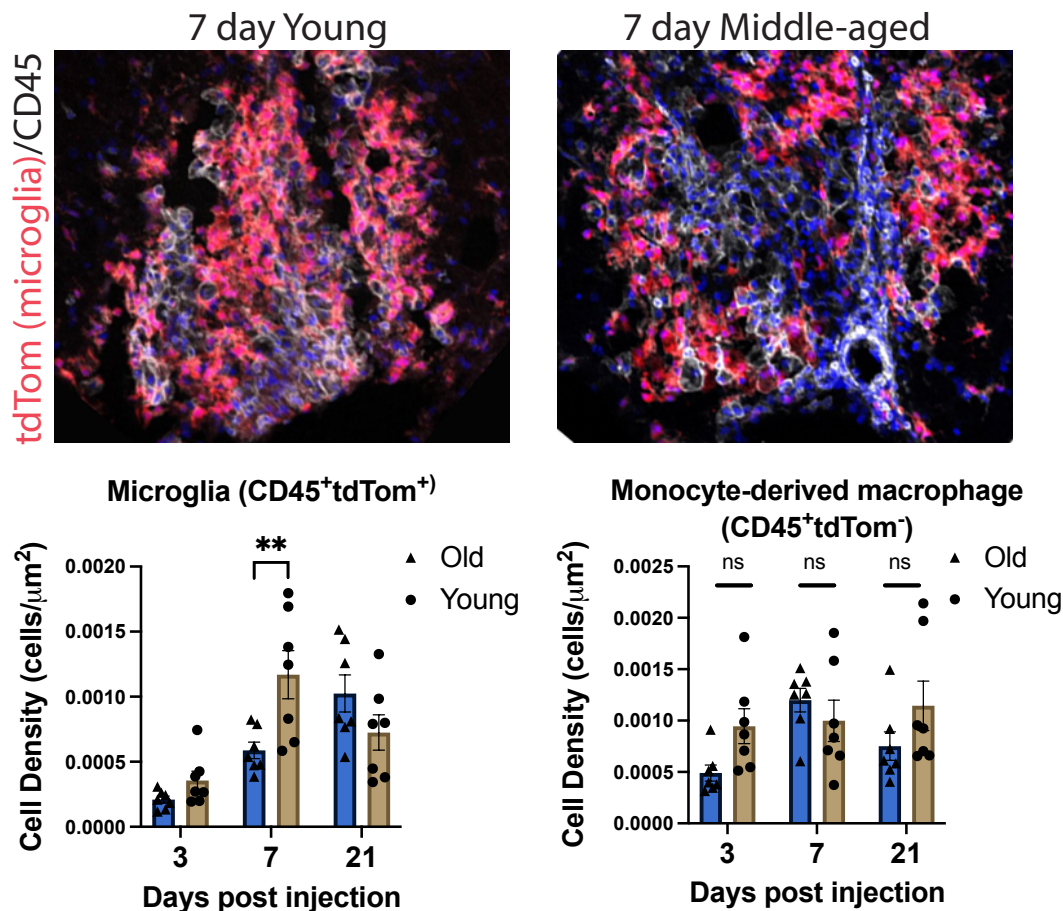 7 day Young
7 day Middle-aged
tdTom (microglia)/CD45
Microglia (CD45⁺tdTom⁺⁾
Cell Density (cells/μm²)
0.0020
0.0015
0.0010
0.0005
0.0000
**
▲ Old
● Young
3 7 21
Days post injection
Monocyte-derived macrophage
(CD45⁺tdTom⁻)
Cell Density (cells/μm²)
0.0025
0.0020
0.0015
0.0010
0.0005
0.0000
ns ns ns
▲ Old
● Young
3 7 21
Days post injection